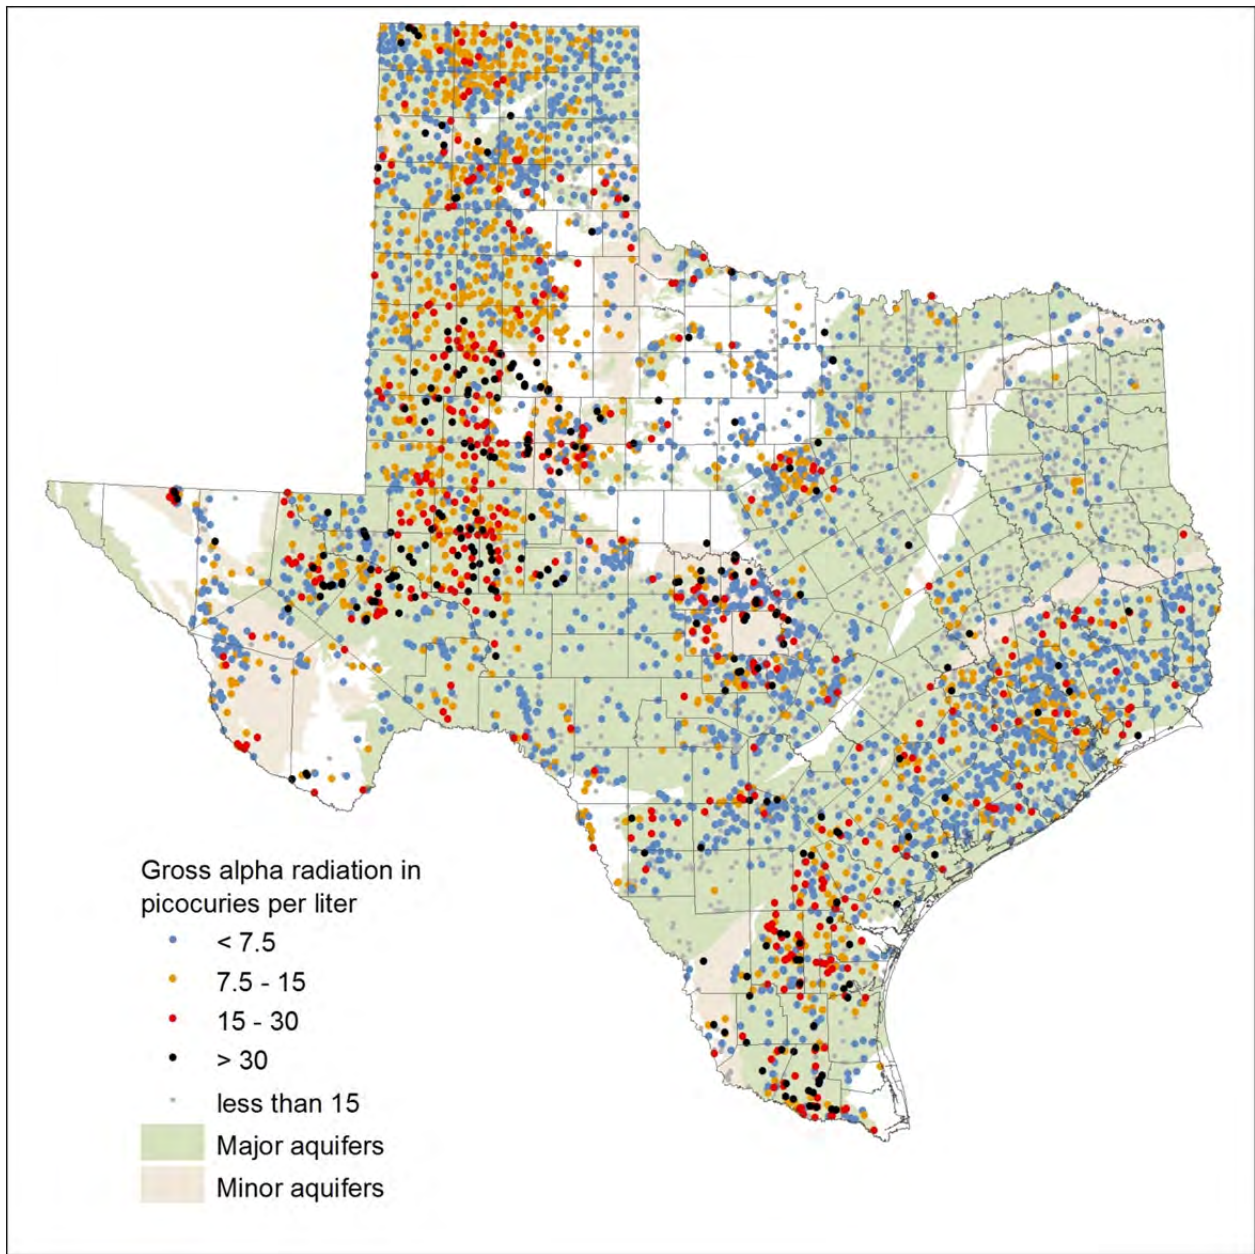 Gross alpha radiation in
picocuries per liter
< 7.5
7.5 - 15
15 - 30
> 30
less than 15
Major aquifers
Minor aquifers